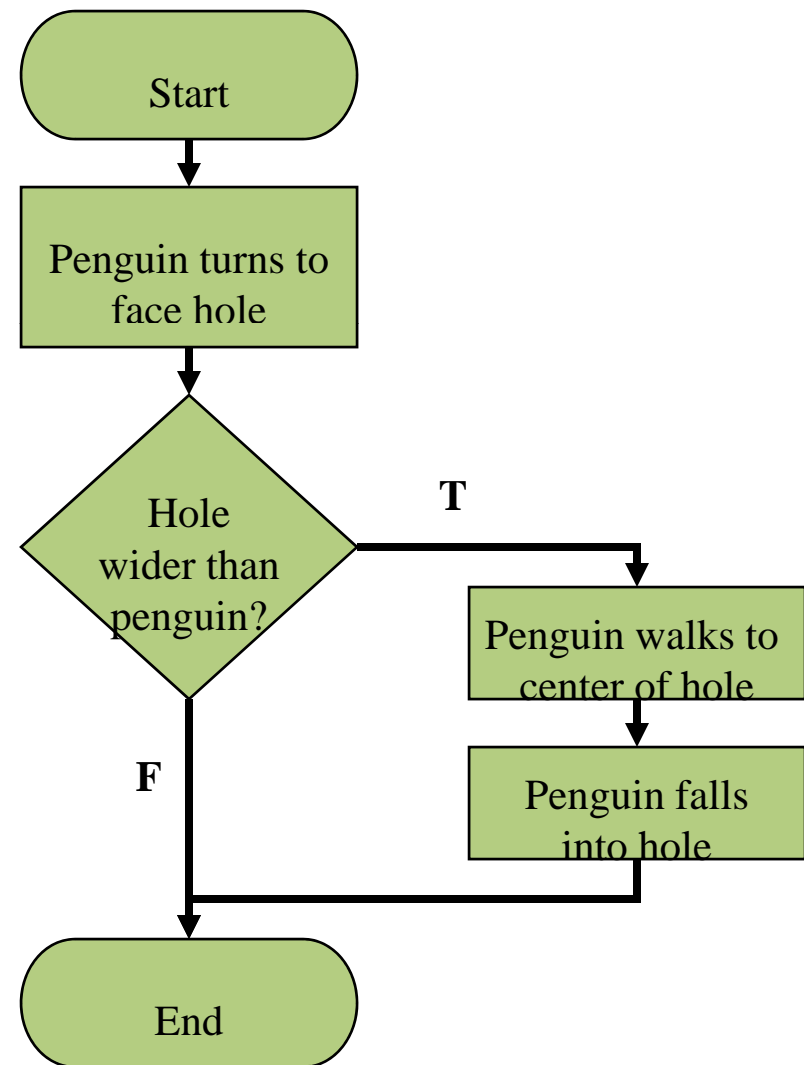 Start
Penguin turns to
face hole
Hole
wider than
penguin?
T
Penguin walks to
center of hole
F
Penguin falls
into hole
End